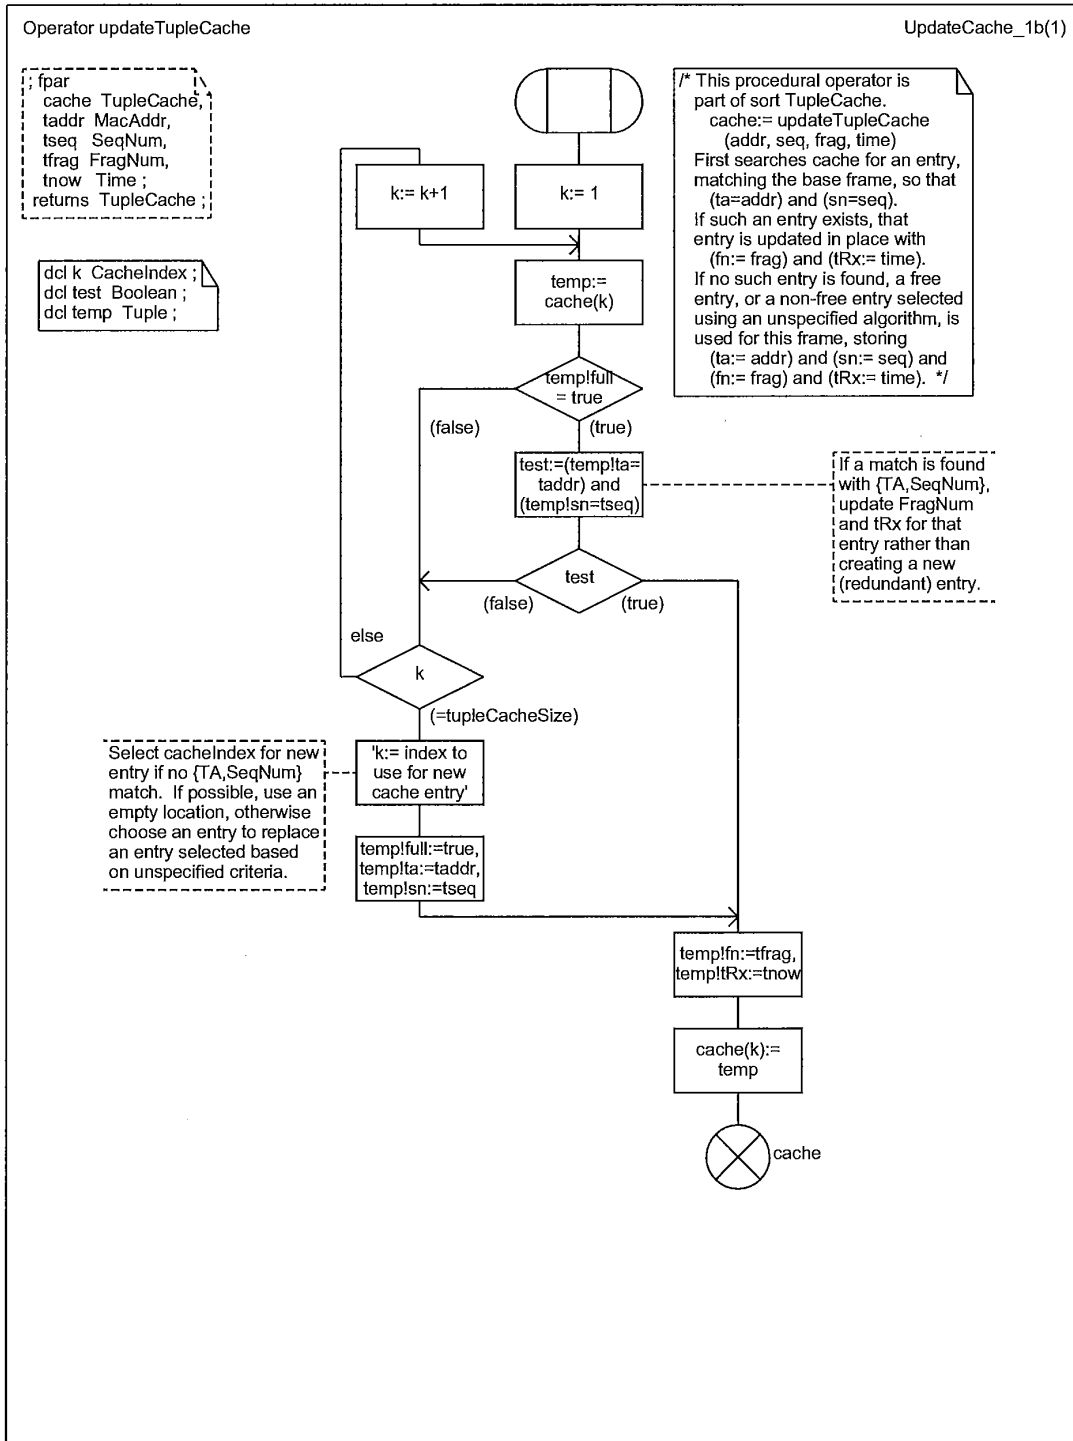 Operator updateTupleCache
UpdateCache_1b(1)
; fpar
cache TupleCache,
taddr MacAddr,
tseq SeqNum,
tfrag FragNum,
tnow Time ;
returns TupleCache ;
dcl k CacheIndex ;
dcl test Boolean ;
dcl temp Tuple ;
/* This procedural operator is
part of sort TupleCache.
cache:= updateTupleCache
(addr, seq, frag, time)
First searches cache for an entry,
matching the base frame, so that
(ta=addr) and (sn=seq).
If such an entry exists, that
entry is updated in place with
(fn:= frag) and (tRx:= time).
If no such entry is found, a free
entry, or a non-free entry selected
using an unspecified algorithm, is
used for this frame, storing
(ta:= addr) and (sn:= seq) and
(fn:= frag) and (tRx:= time). */
k:= k+1
k:= 1
temp:=
cache(k)
temp!full
= true
(false)
(true)
test:=(temp!ta=
taddr) and
(temp!sn=tseq)
If a match is found
with {TA,SeqNum},
update FragNum
and tRx for that
entry rather than
creating a new
(redundant) entry.
test
(false)
(true)
else
k
(=tupleCacheSize)
Select cacheIndex for new
entry if no {TA,SeqNum}
match. If possible, use an
empty location, otherwise
choose an entry to replace
an entry selected based
on unspecified criteria.
'k:= index to
use for new
cache entry'
temp!full:=true,
temp!ta:=taddr,
temp!sn:=tseq
temp!fn:=tfrag,
temp!tRx:=tnow
cache(k):=
temp
cache